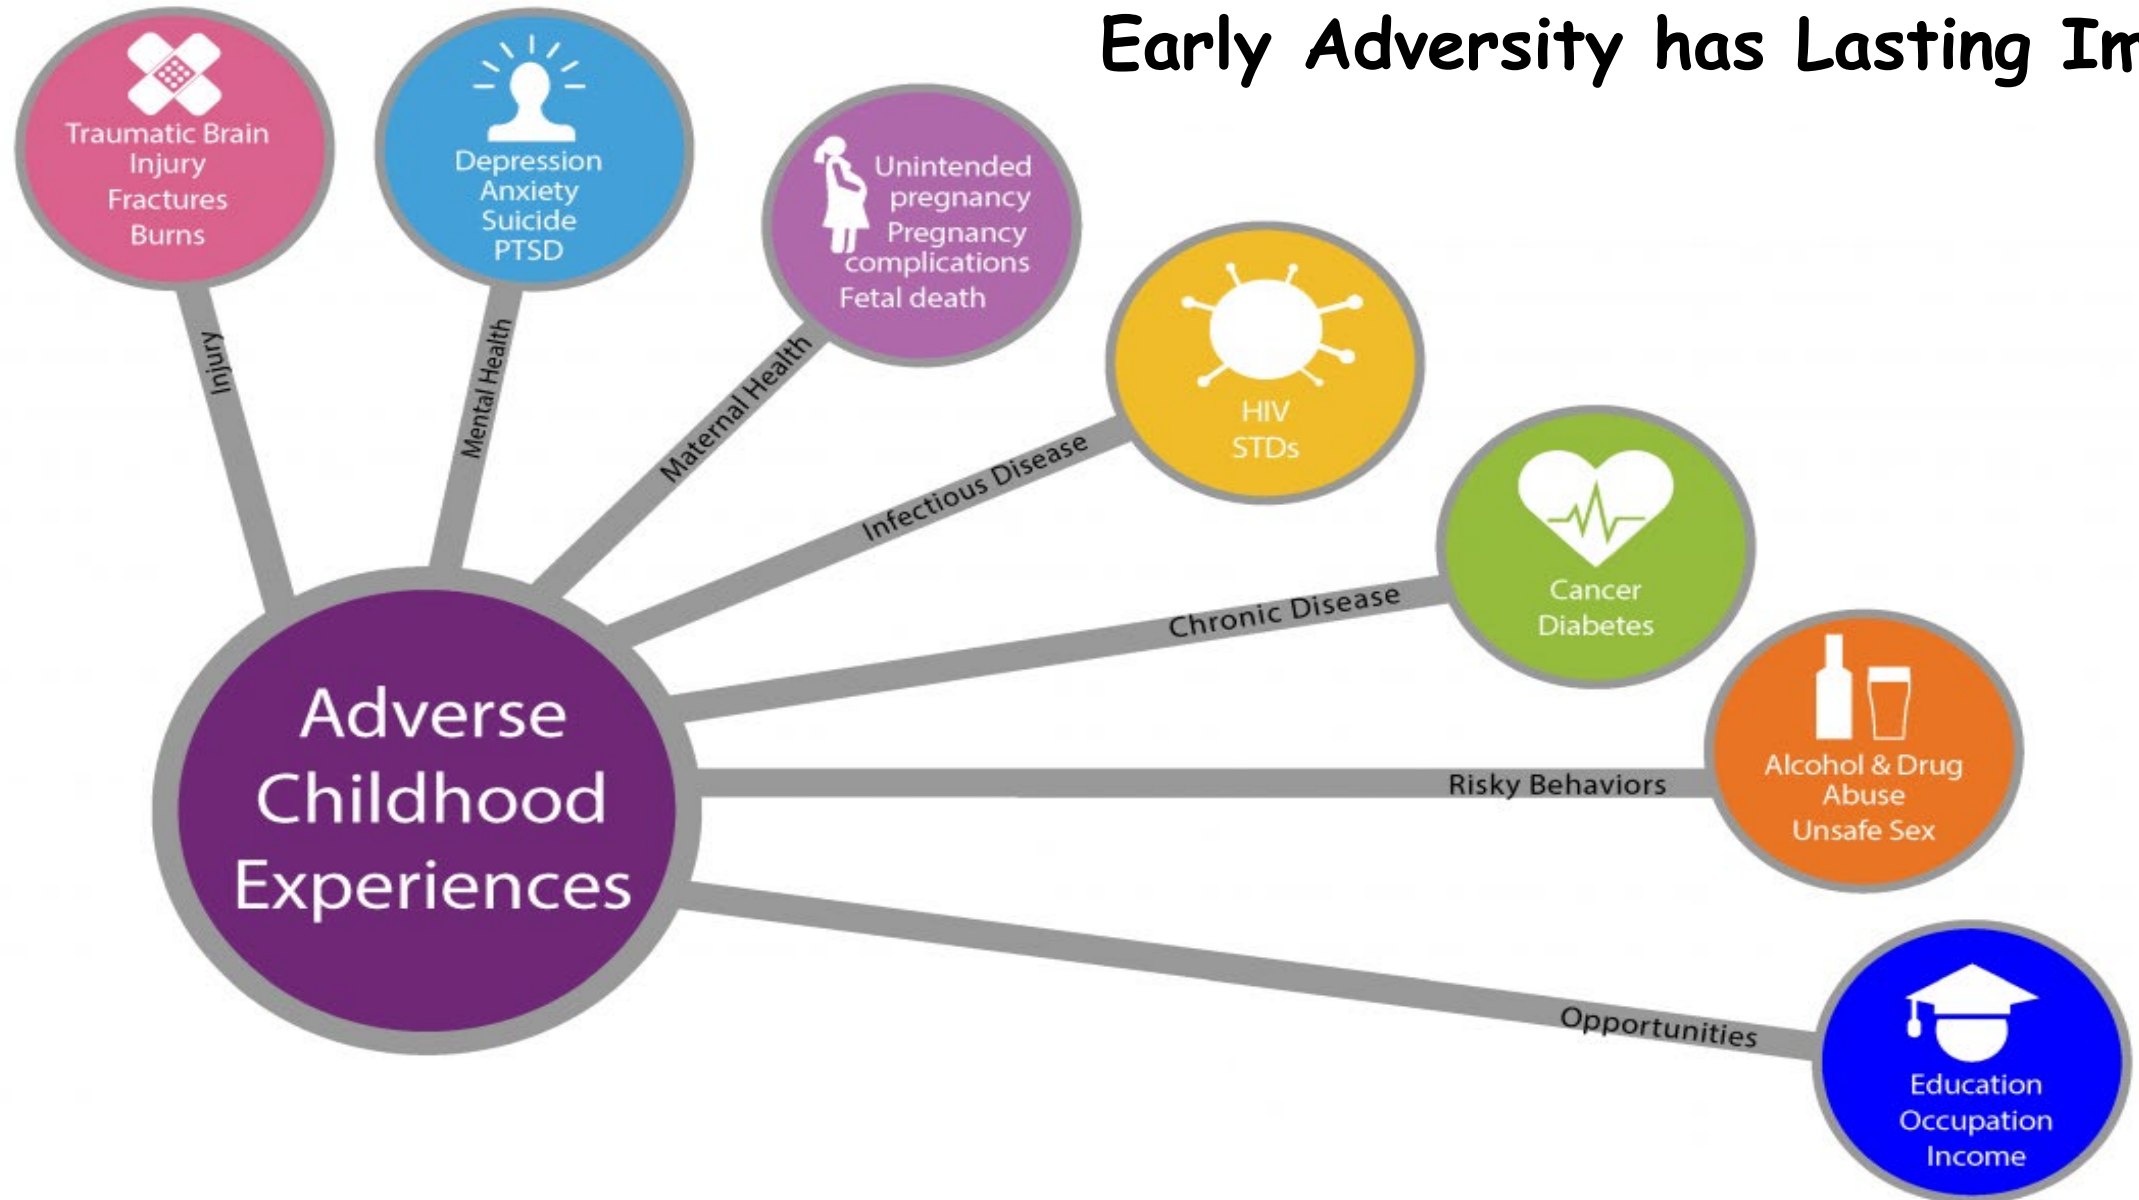 Early Adversity has Lasting Im
Traumatic Brain
Injury
Fractures
Burns
Depression
Anxiety
Suicide
PTSD
Unintended
pregnancy
Pregnancy
complications
Fetal death
HIV
STDs
Cancer
Diabetes
Alcohol & Drug
Abuse
Unsafe Sex
Education
Occupation
Income
Injury
Mental Health
Maternal Health
Infectious Disease
Chronic Disease
Risky Behaviors
Opportunities
Adverse
Childhood
Experiences